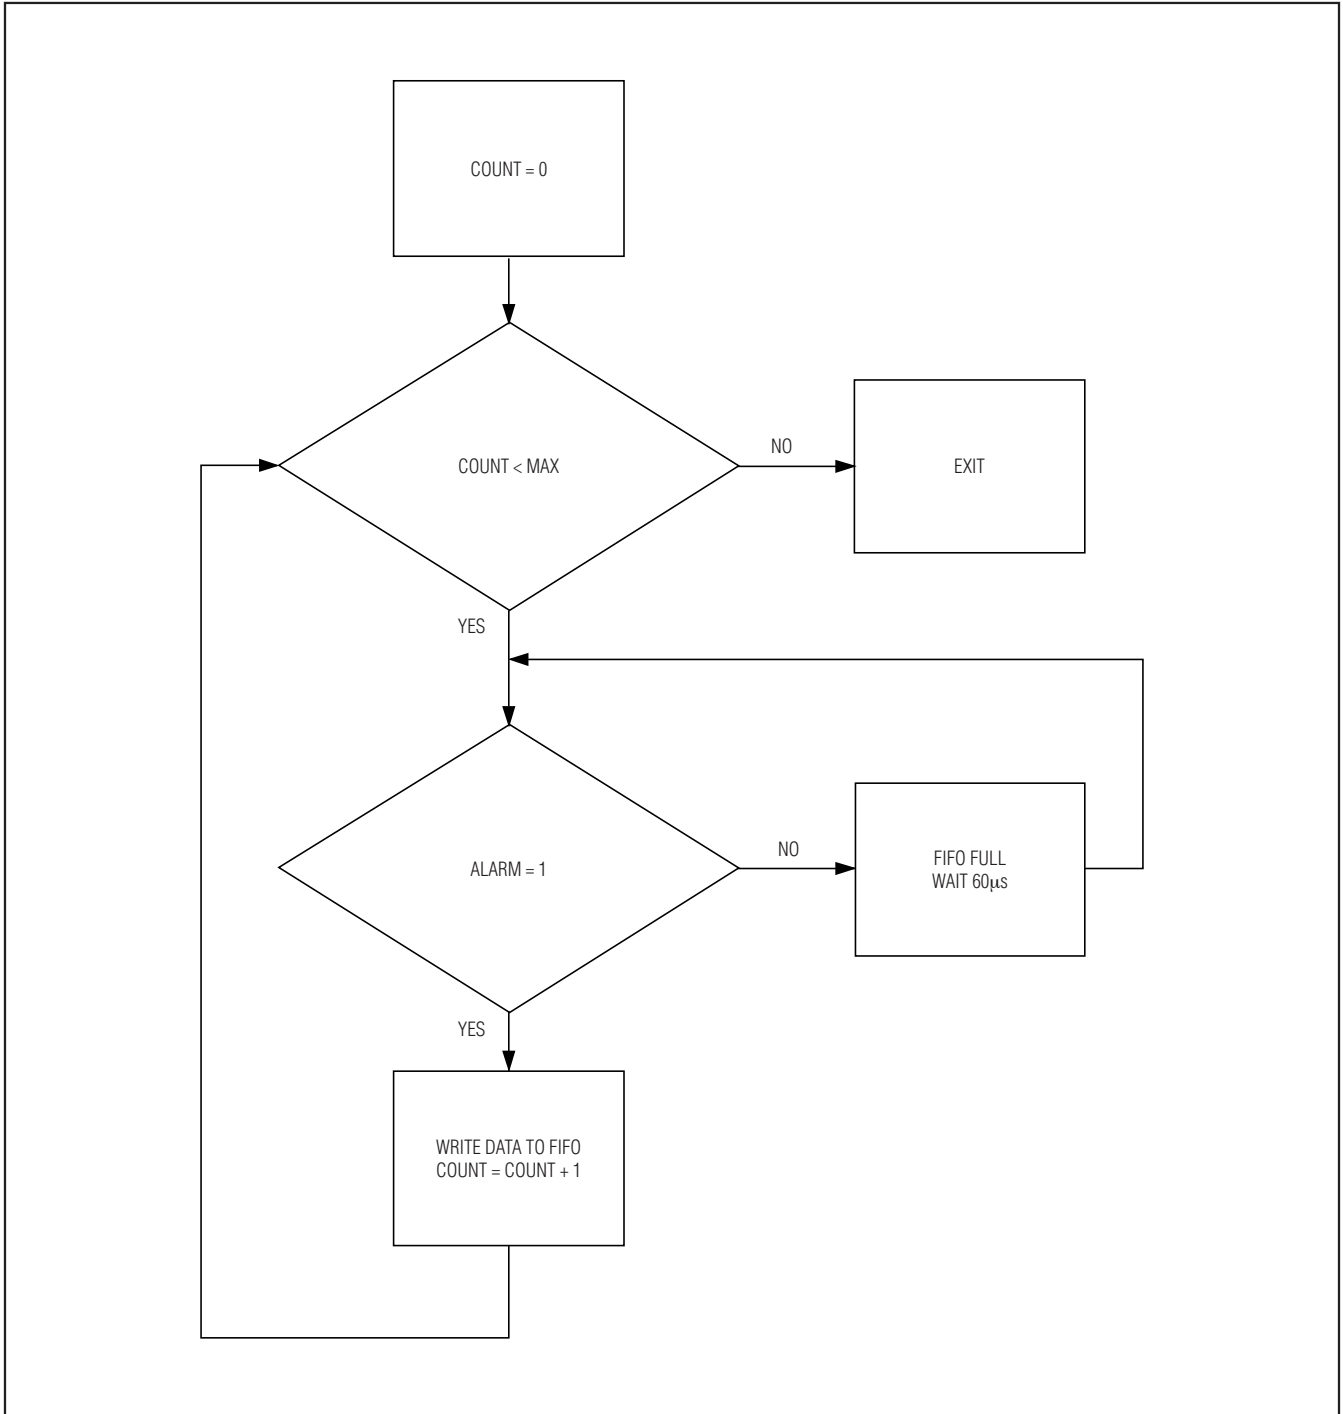 COUNT = 0
COUNT < MAX
NO
EXIT
YES
ALARM = 1
NO
FIFO FULL
WAIT 60µs
YES
WRITE DATA TO FIFO
COUNT = COUNT + 1